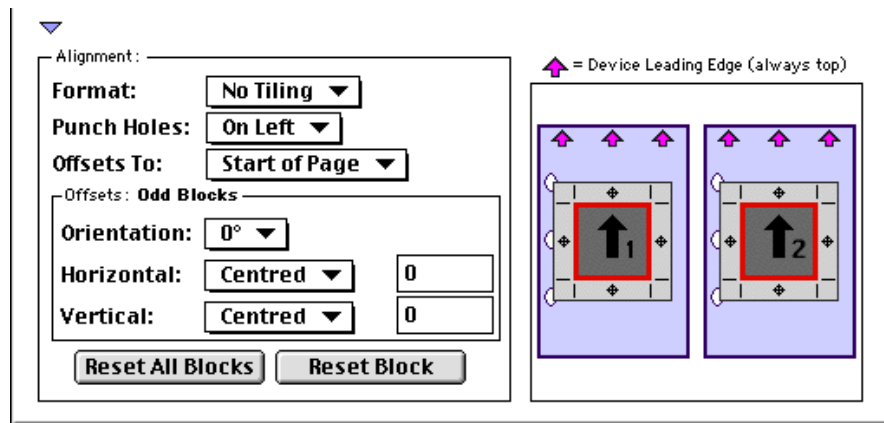 Alignment:
Format: No Tiling
Punch Holes: On Left
Offsets To: Start of Page
Offsets: Odd Blocks
Orientation: 0°
Horizontal: Centred 0
Vertical: Centred 0
Reset All Blocks Reset Block
= Device Leading Edge (always top)
1 2